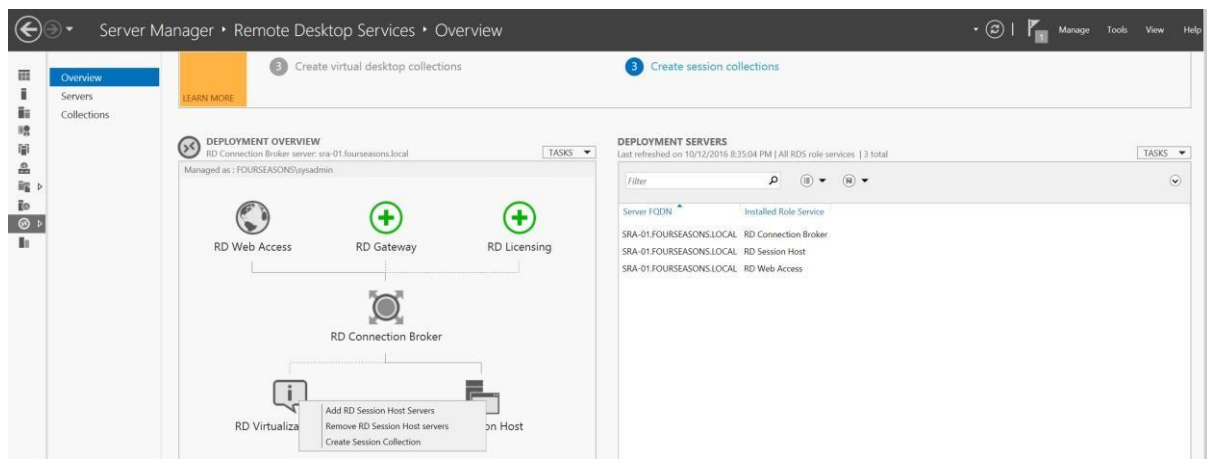 Server Manager ‣ Remote Desktop Services ‣ Overview
1
Manage Tools View Help
Overview
Servers
Collections
3 Create virtual desktop collections
LEARN MORE
3 Create session collections
DEPLOYMENT OVERVIEW
RD Connection Broker server: sra-01.fourseasons.local
TASKS
Managed as : FOURSEASONS\sysadmin
RD Web Access
RD Gateway
RD Licensing
RD Connection Broker
RD Virtualiza
on Host
Add RD Session Host Servers
Remove RD Session Host servers
Create Session Collection
DEPLOYMENT SERVERS
Last refreshed on 10/12/2016 8:35:04 PM | All RDS role services | 3 total
TASKS
Filter
Server FQDN Installed Role Service
SRA-01.FOURSEASONS.LOCAL RD Connection Broker
SRA-01.FOURSEASONS.LOCAL RD Session Host
SRA-01.FOURSEASONS.LOCAL RD Web Access